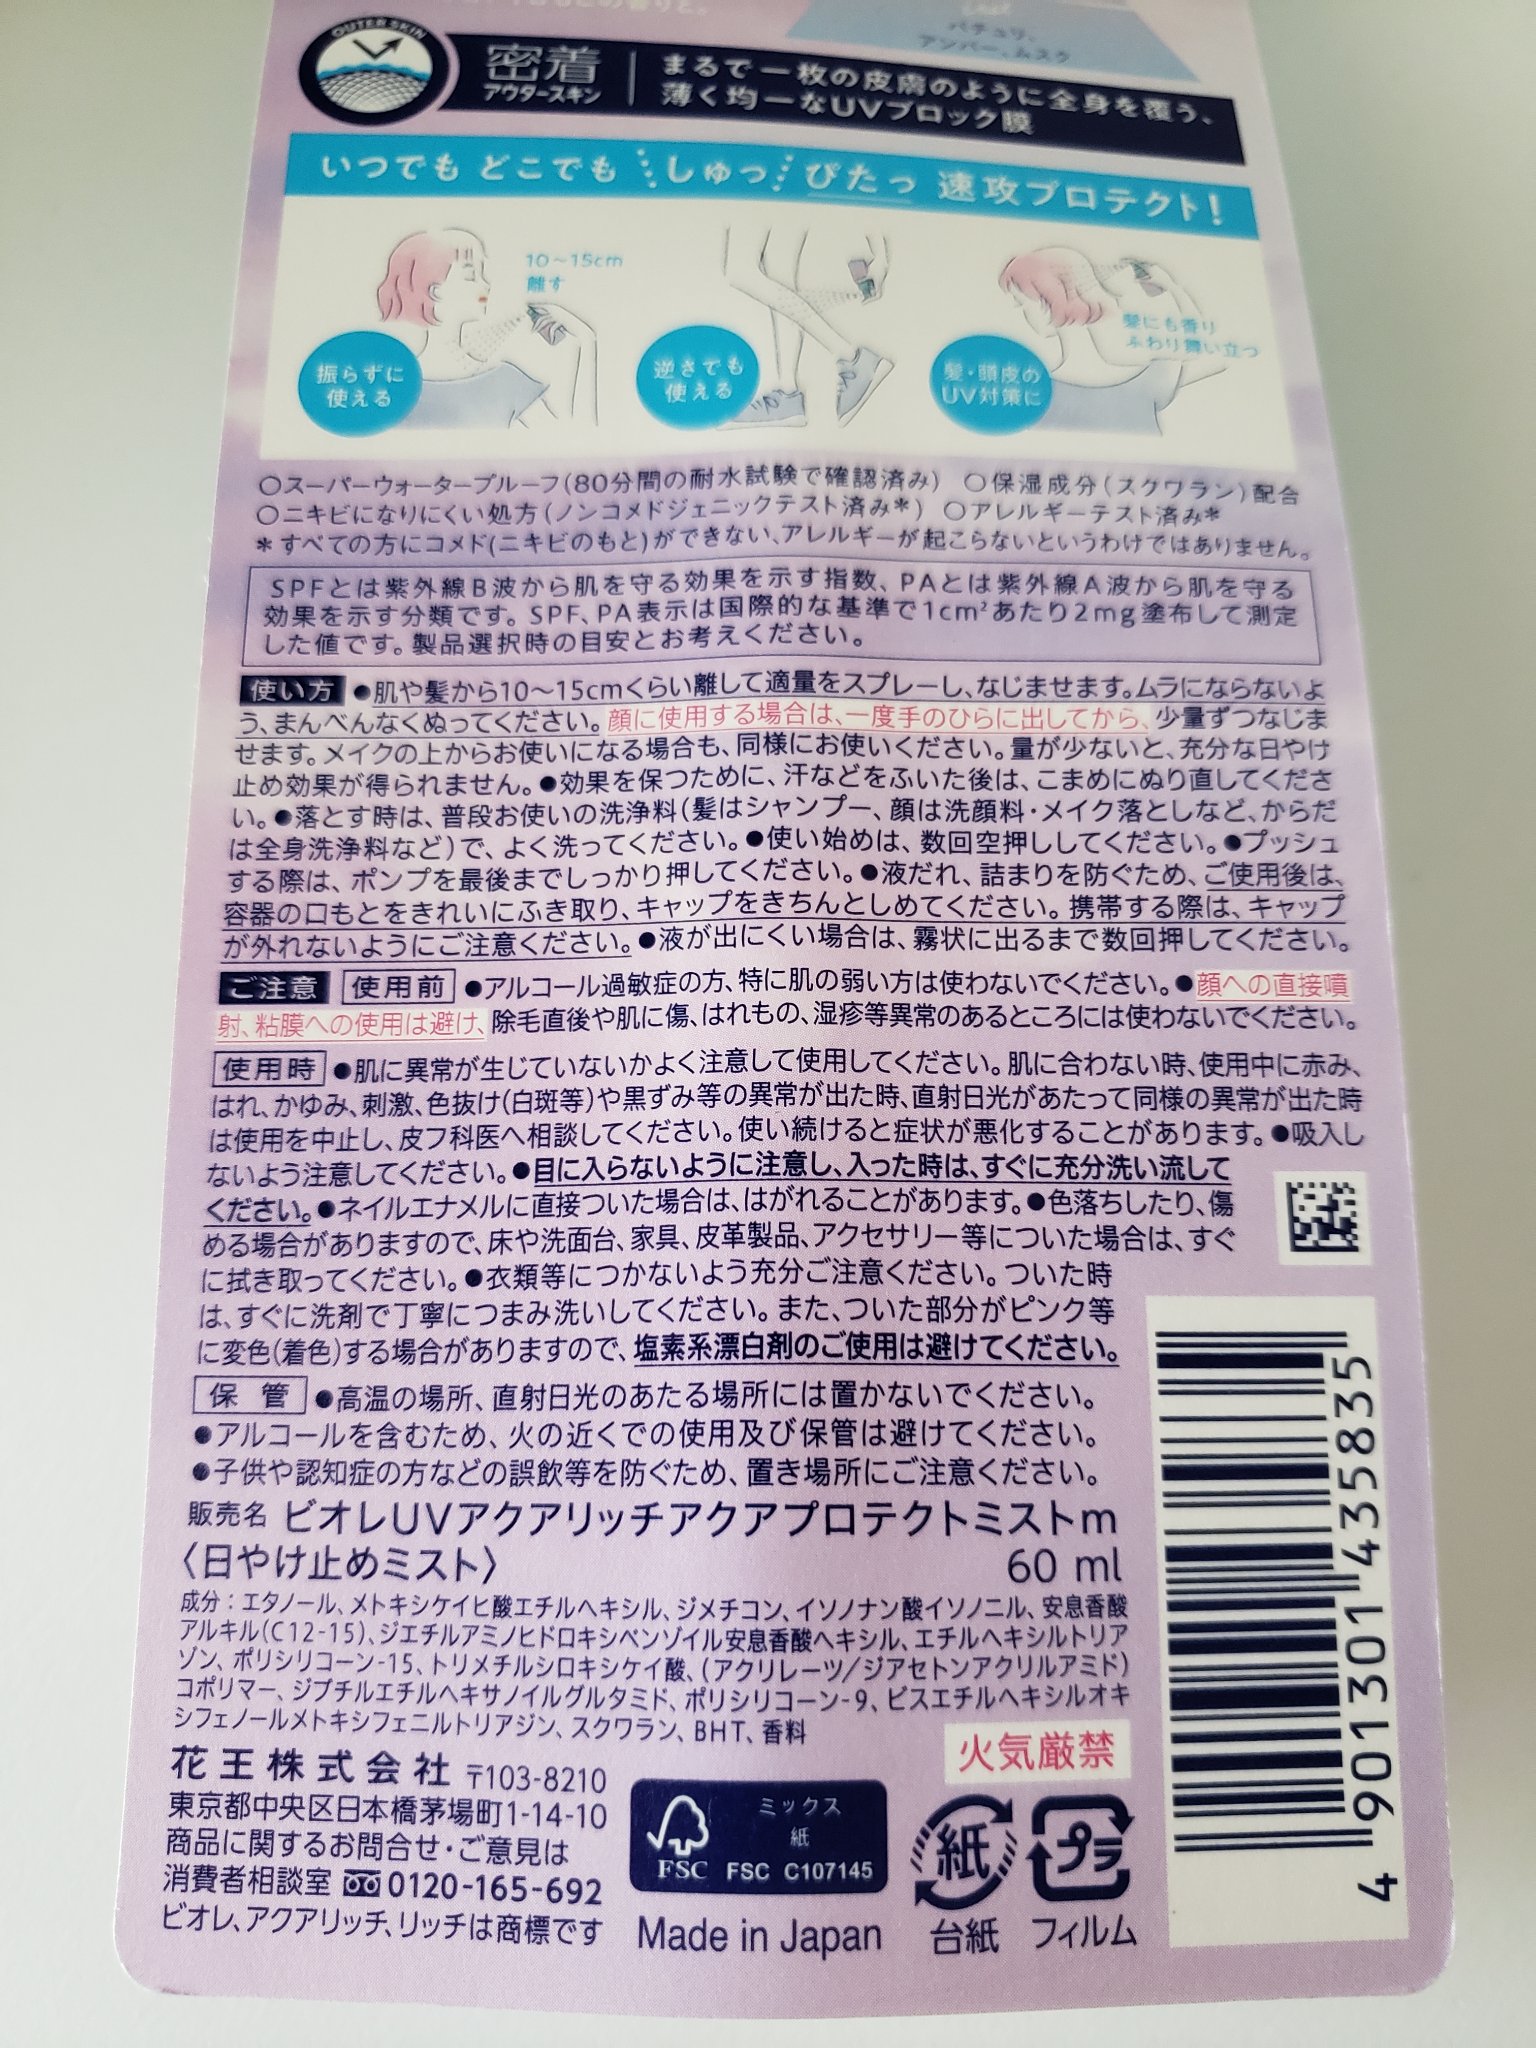 の香りと。
Last
パチュリ、
アンバー、ムスク
OUTER SKIN
密着
アウタースキン
まるで一枚の皮膚のように全身を覆う、
薄く均一なUVブロック膜
いつでも どこでも しゅっ ぴたっ 速攻プロテクト!
10〜15cm
離す
振らずに
使える
逆さでも
使える
髪・頭皮の
UV対策に
髪にも香り
ふわり舞い立つ
○スーパーウォータープルーフ(80分間の耐水試験で確認済み) ○保湿成分(スクワラン)配合
○ニキビになりにくい処方(ノンコメドジェニックテスト済み*) ○アレルギーテスト済み*
*すべての方にコメド(ニキビのもと)ができない、アレルギーが起こらないというわけではありません。
SPFとは紫外線B波から肌を守る効果を示す指数、PAとは紫外線A波から肌を守る
効果を示す分類です。SPF、PA表示は国際的な基準で1cm²あたり2mg塗布して測定
した値です。製品選択時の目安とお考えください。
使い方 ●肌や髪から10〜15cmくらい離して適量をスプレーし、なじませます。ムラにならないよ
う、まんべんなくぬってください。顔に使用する場合は、一度手のひらに出してから、少量ずつなじま
せます。メイクの上からお使いになる場合も、同様にお使いください。量が少ないと、充分な日やけ
止め効果が得られません。●効果を保つために、汗などをふいた後は、こまめにぬり直してくださ
い。●落とす時は、普段お使いの洗浄料(髪はシャンプー、顔は洗顔料・メイク落としなど、からだ
は全身洗浄料など)で、よく洗ってください。●使い始めは、数回空押ししてください。●プッシュ
する際は、ポンプを最後までしっかり押してください。●液だれ、詰まりを防ぐため、ご使用後は、
容器の口もとをきれいにふき取り、キャップをきちんとしめてください。携帯する際は、キャップ
が外れないようにご注意ください。●液が出にくい場合は、霧状に出るまで数回押してください。
ご注意 使用前 ●アルコール過敏症の方、特に肌の弱い方は使わないでください。●顔への直接噴
射、粘膜への使用は避け、除毛直後や肌に傷、はれもの、湿疹等異常のあるところには使わないでください。
使用時 ●肌に異常が生じていないかよく注意して使用してください。肌に合わない時、使用中に赤み、
はれ、かゆみ、刺激、色抜け(白斑等)や黒ずみ等の異常が出た時、直射日光があたって同様の異常が出た時
は使用を中止し、皮フ科医へ相談してください。使い続けると症状が悪化することがあります。●吸入し
ないよう注意してください。●目に入らないように注意し、入った時は、すぐに充分洗い流して
ください。●ネイルエナメルに直接ついた場合は、はがれることがあります。●色落ちしたり、傷
める場合がありますので、床や洗面台、家具、皮革製品、アクセサリー等についた場合は、すぐ
に拭き取ってください。●衣類等につかないよう充分ご注意ください。ついた時
は、すぐに洗剤で丁寧につまみ洗いしてください。また、ついた部分がピンク等
に変色(着色)する場合がありますので、塩素系漂白剤のご使用は避けてください。
保 管 ●高温の場所、直射日光のあたる場所には置かないでください。
●アルコールを含むため、火の近くでの使用及び保管は避けてください。
●子供や認知症の方などの誤飲等を防ぐため、置き場所にご注意ください。
販売名 ビオレUVアクアリッチアクアプロテクトミストm
〈日やけ止めミスト〉 60 ml
成分:エタノール、メトキシケイヒ酸エチルヘキシル、ジメチコン、イソノナン酸イソノニル、安息香酸
アルキル(C12-15)、ジエチルアミノヒドロキシベンゾイル安息香酸ヘキシル、エチルヘキシルトリア
ゾン、ポリシリコーン-15、トリメチルシロキシケイ酸、(アクリレーツ/ジアセトンアクリルアミド)
コポリマー、ジブチルエチルヘキサノイルグルタミド、ポリシリコーン-9、ビスエチルヘキシルオキ
シフェノールメトキシフェニルトリアジン、スクワラン、BHT、香料
花王株式会社 〒103-8210
東京都中央区日本橋茅場町1-14-10
商品に関するお問合せ・ご意見は
消費者相談室 0120-165-692
ビオレ、アクアリッチ、リッチは商標です
火気厳禁
FSC
ミックス
紙
FSC C107145
Made in Japan
紙
台紙
プラ
フィルム
4 901301 435835